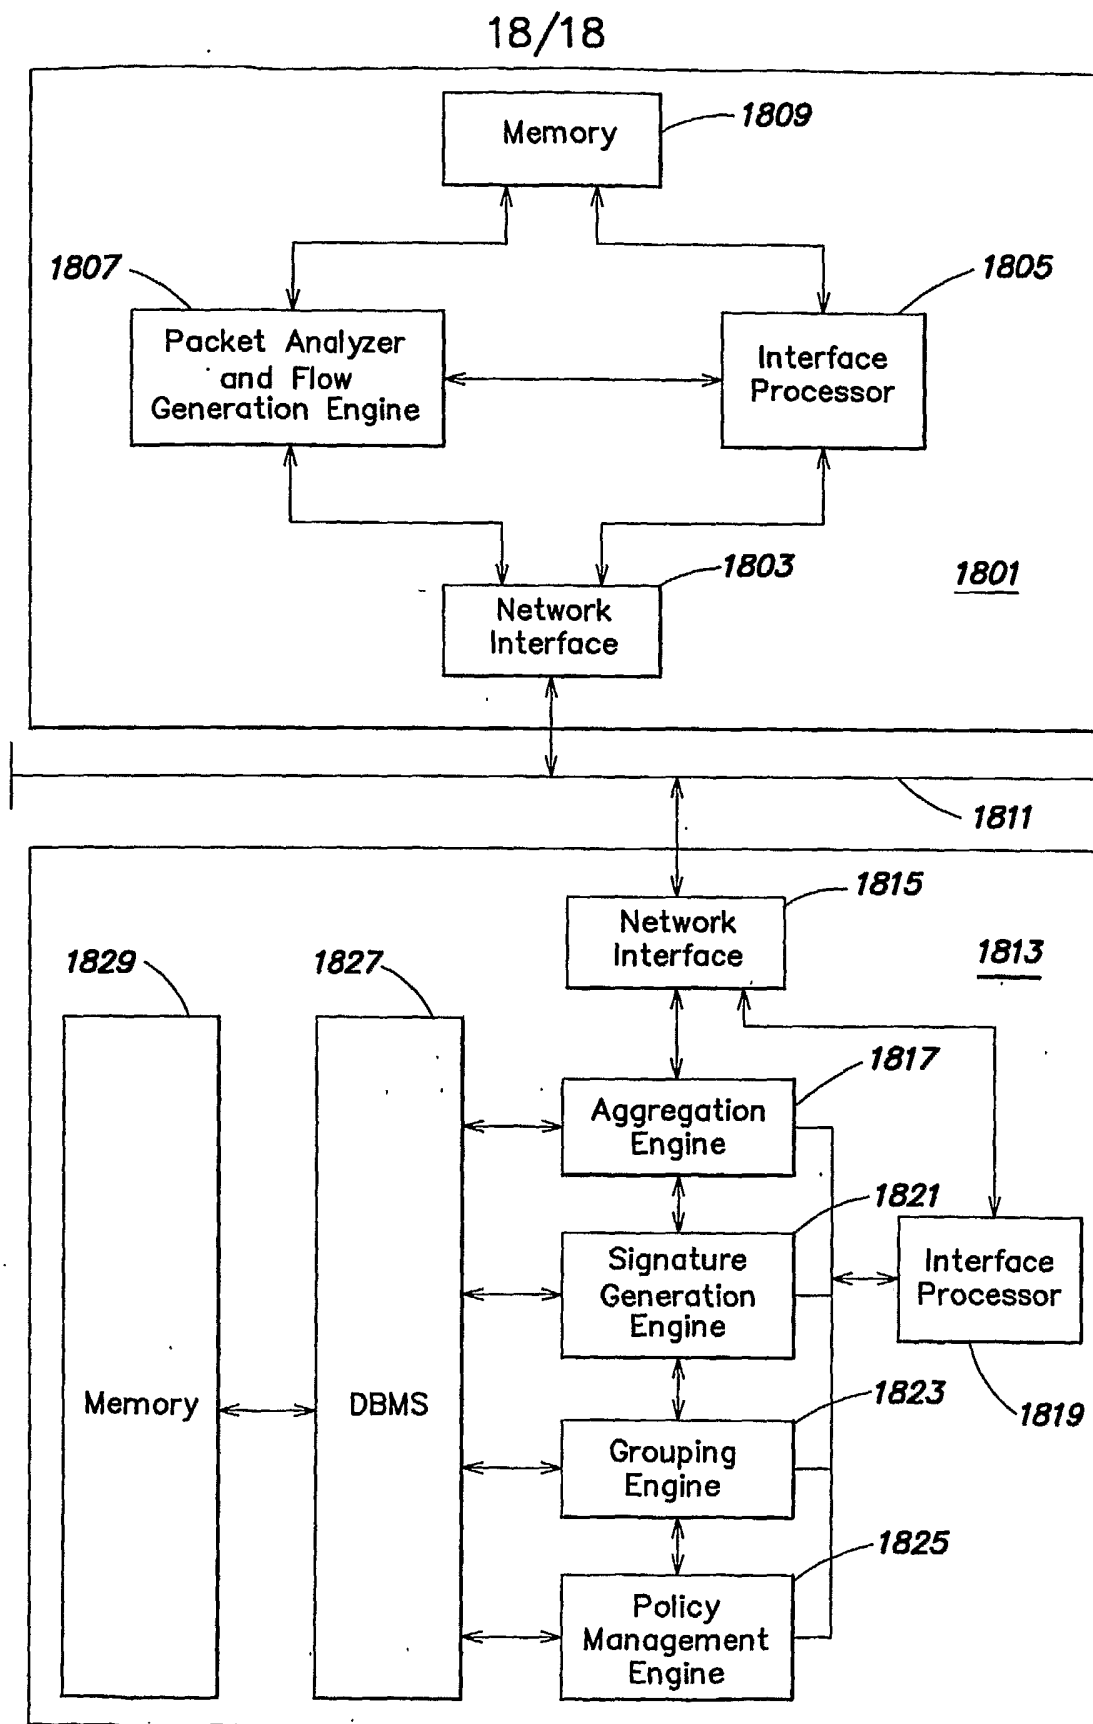 18/18
Memory
1809
1807
1805
Packet Analyzer
and Flow
Generation Engine
Interface
Processor
1803
1801
Network
Interface
1811
1815
Network
Interface
1813
1829
1827
1817
Aggregation
Engine
1821
Signature
Generation
Engine
Interface
Processor
Memory
DBMS
1823
1819
Grouping
Engine
1825
Policy
Management
Engine